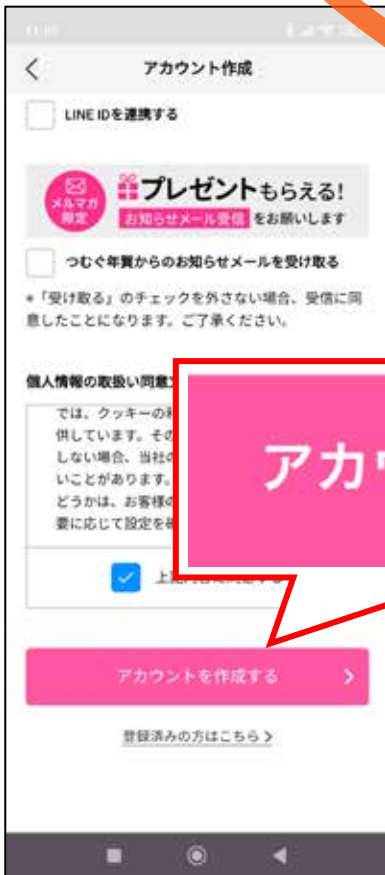 アカウント作成
LINE IDを連携する
メルマガ
限定
プレゼントもらえる!
お知らせメール受信 をお願いします
つむぐ年賀からのお知らせメールを受け取る
*「受け取る」のチェックを外さない場合、受信に同
意したことになります。ご了承ください。
個人情報の取扱い同意
では、クッキーの
供しています。その
しない場合、当社の
いことがあります。
どうかは、お客様の
要に応じて設定を
アカ
アカウントを作成する
登録済みの方はこちら